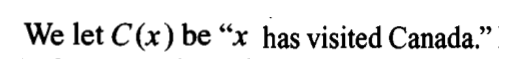 We let C(x) be “x has visited Canada.”